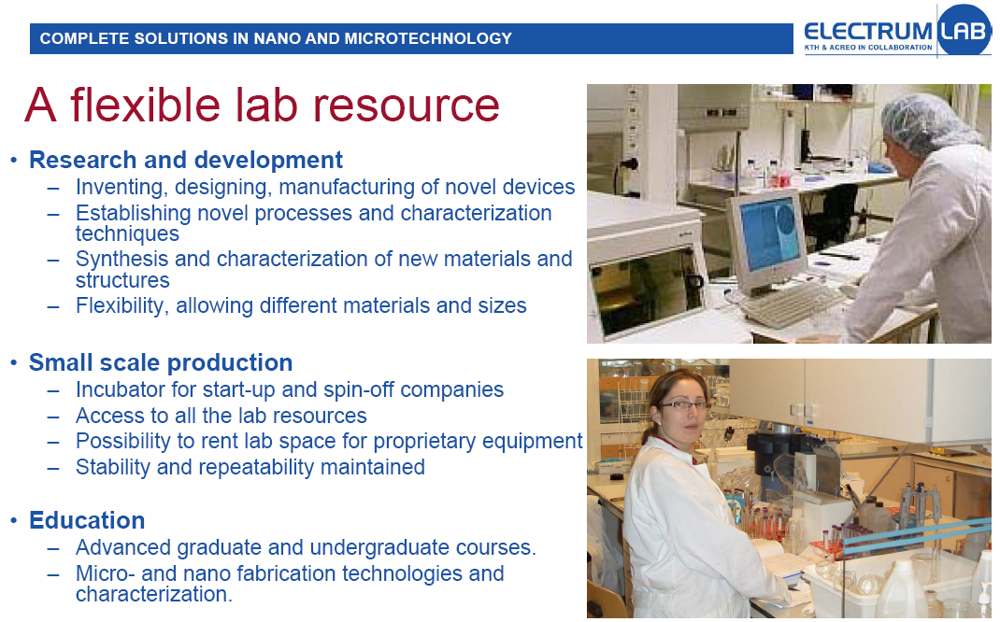 COMPLETE SOLUTIONS IN NANO AND MICROTECHNOLOGY
ELECTRUM LAB
KTH & ACREO IN COLLABORATION
A flexible lab resource
• Research and development
– Inventing, designing, manufacturing of novel devices
– Establishing novel processes and characterization
techniques
– Synthesis and characterization of new materials and
structures
– Flexibility, allowing different materials and sizes
• Small scale production
– Incubator for start-up and spin-off companies
– Access to all the lab resources
– Possibility to rent lab space for proprietary equipment
– Stability and repeatability maintained
• Education
– Advanced graduate and undergraduate courses.
– Micro- and nano fabrication technologies and
characterization.